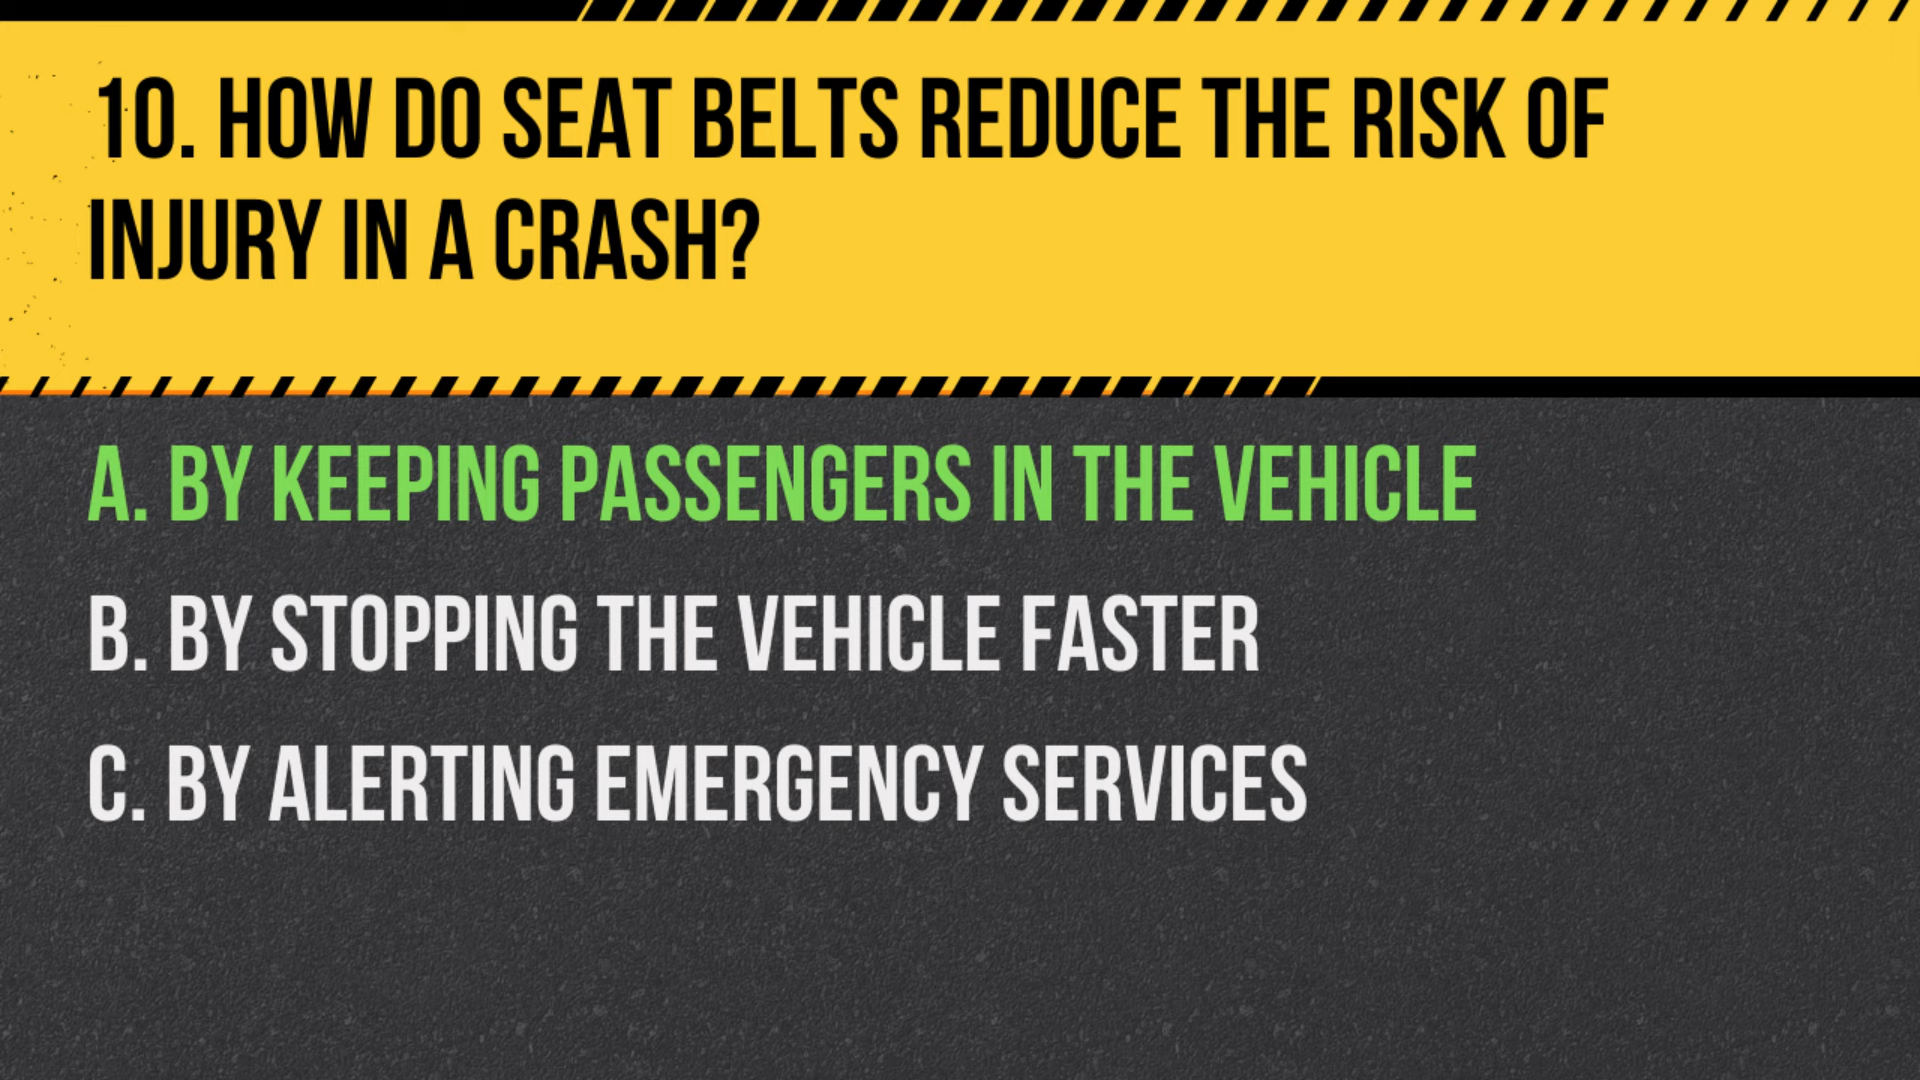 10. HOW DO SEAT BELTS REDUCE THE RISK OF
INJURY IN A CRASH?
A. BY KEEPING PASSENGERS IN THE VEHICLE
B. BY STOPPING THE VEHICLE FASTER
C. BY ALERTING EMERGENCY SERVICES